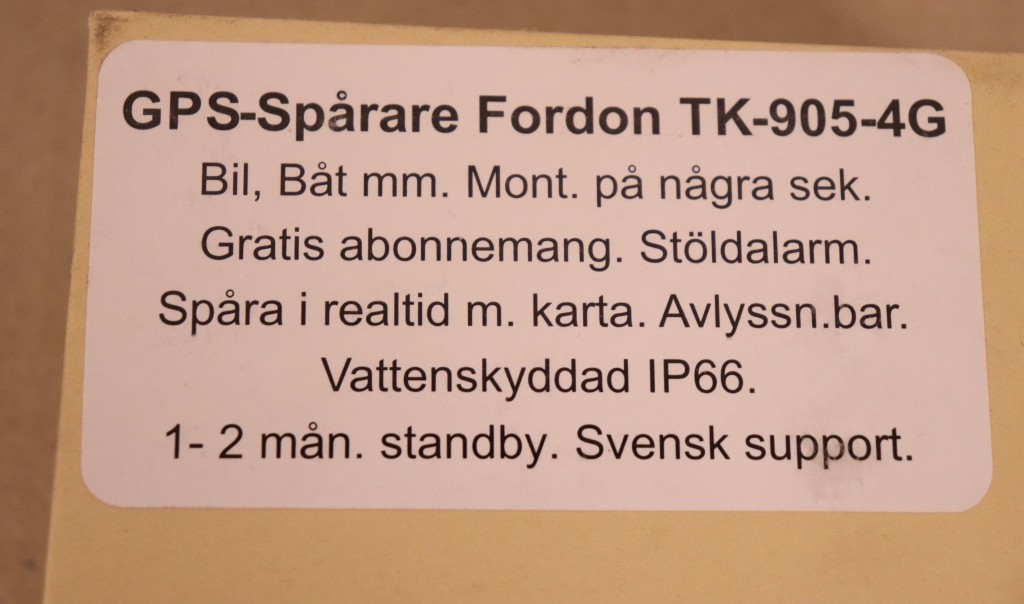 GPS-Spårare Fordon TK-905-4G
Bil, Båt mm. Mont. på några sek.
Gratis abonnemang. Stöldalarm.
Spåra i realtid m. karta. Avlyssn.bar.
Vattenskyddad IP66.
1- 2 mån. standby. Svensk support.